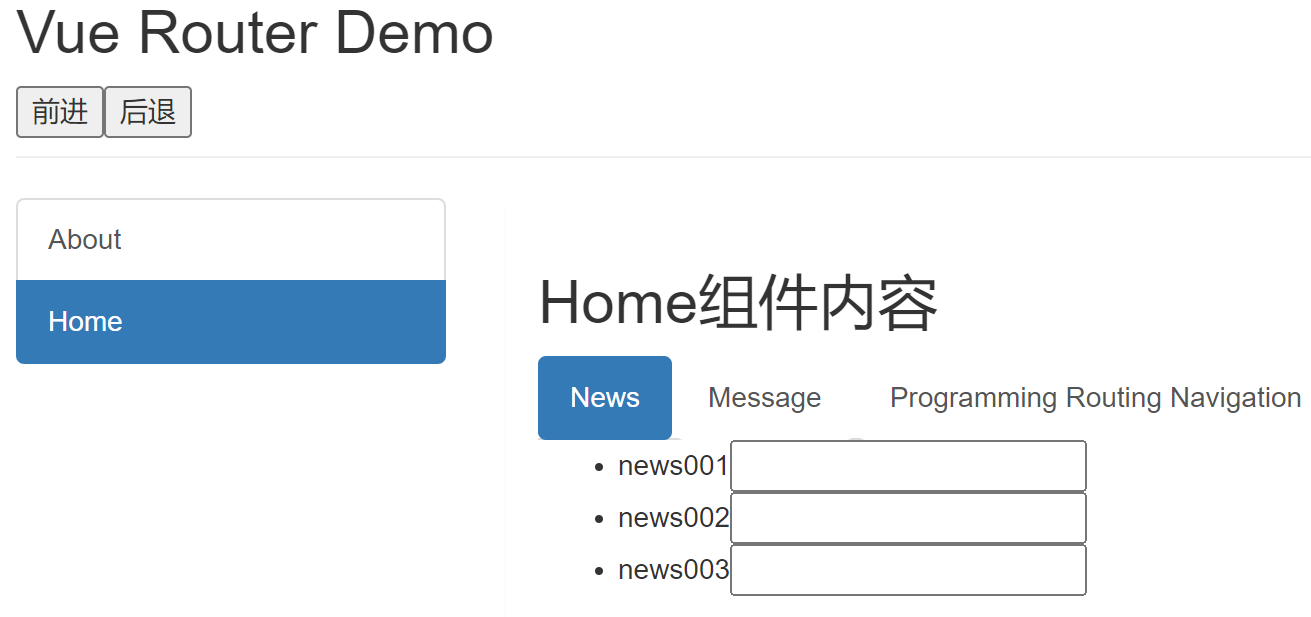 Vue Router Demo
前进 后退
About
Home
Home组件内容
News Message Programming Routing Navigation
news001
news002
news003